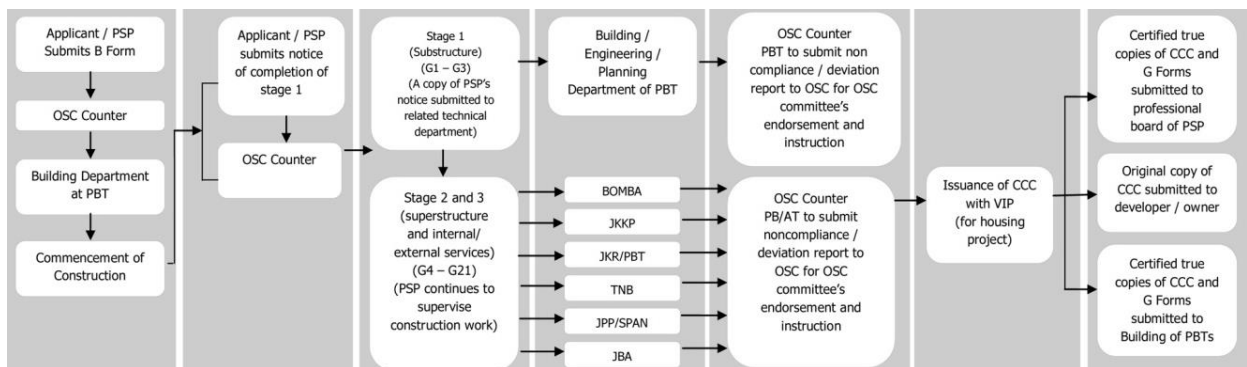 Applicant / PSP
Submits B Form
OSC Counter
Building Department
at PBT
Commencement of
Construction
Applicant / PSP
submits notice
of completion of
stage 1
OSC Counter
Stage 1
(Substructure)
(G1 – G3)
(A copy of PSP's
notice submitted to
related technical
department)
Stage 2 and 3
(superstructure
and internal/
external services)
(G4 – G21)
(PSP continues to
supervise
construction work)
Building /
Engineering /
Planning
Department of PBT
BOMBA
JKKP
JKR/PBT
TNB
JPP/SPAN
JBA
OSC Counter
PBT to submit non
compliance / deviation
report to OSC for OSC
committee's
endorsement and
instruction
OSC Counter
PB/AT to submit
noncompliance /
deviation report to
OSC for OSC
committee's
endorsement and
instruction
Issuance of CCC
with VIP
(for housing
project)
Certified true
copies of CCC and
G Forms
submitted to
professional
board of PSP
Original copy of
CCC submitted to
developer / owner
Certified true
copies of CCC and
G Forms
submitted to
Building of PBTs